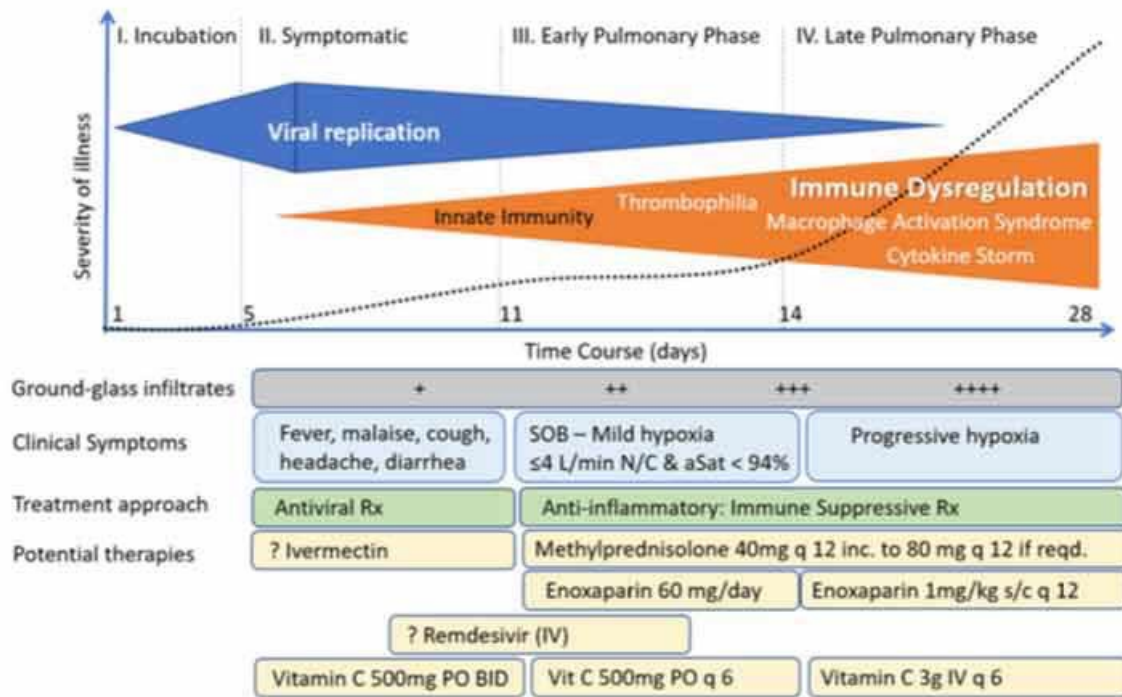 I. Incubation
II. Symptomatic
III. Early Pulmonary Phase
IV. Late Pulmonary Phase
Severity of illness
Viral replication
Innate Immunity
Thrombophilia
Immune Dysregulation
Macrophage Activation Syndrome
Cytokine Storm
1 5 11 14 28
Time Course (days)
Ground-glass infiltrates + ++ +++ ++++
Clinical Symptoms
Fever, malaise, cough,
headache, diarrhea
SOB – Mild hypoxia
≤4 L/min N/C & aSat < 94%
Progressive hypoxia
Treatment approach
Antiviral Rx
Anti-inflammatory: Immune Suppressive Rx
Potential therapies
? Ivermectin
Methylprednisolone 40mg q 12 inc. to 80 mg q 12 if reqd.
Enoxaparin 60 mg/day
Enoxaparin 1mg/kg s/c q 12
? Remdesivir (IV)
Vitamin C 500mg PO BID
Vit C 500mg PO q 6
Vitamin C 3g IV q 6